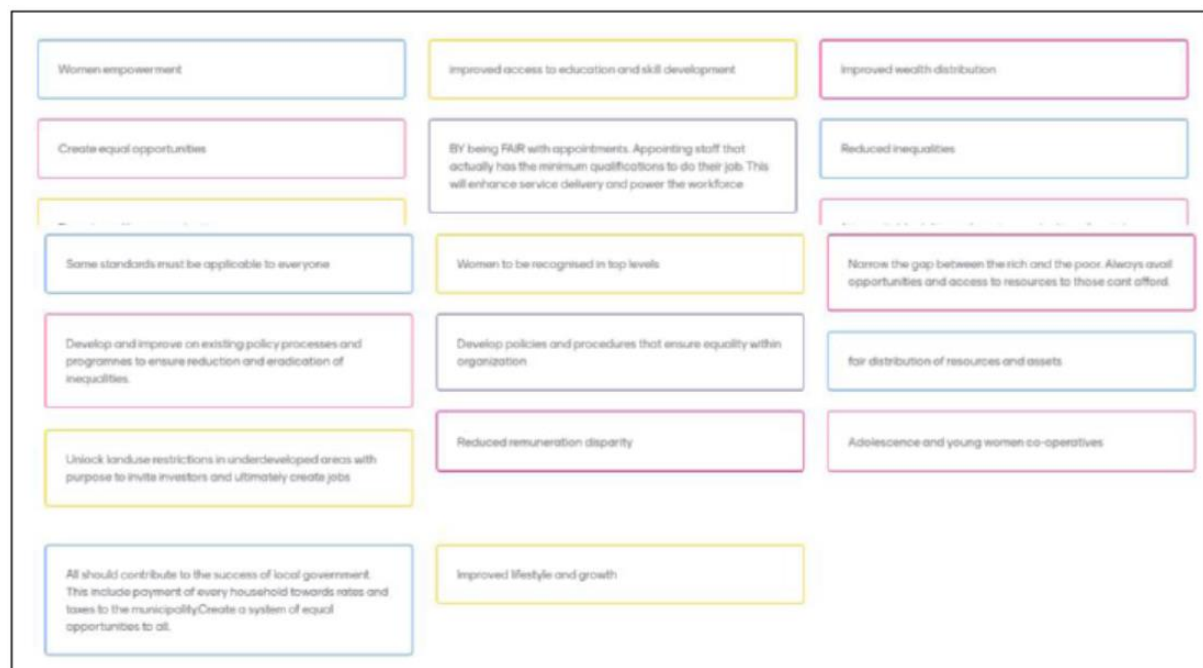 Women empowerment
improved access to education and skill development
Improved wealth distribution
Create equal opportunities
BY being FAIR with appointments. Appointing staff that
actually has the minimum qualifications to do their job. This
will enhance service delivery and power the workforce
Reduced inequalities
Same standards must be applicable to everyone
Women to be recognised in top levels
Narrow the gap between the rich and the poor. Always avail
opportunities and access to resources to those cant afford.
Develop and improve on existing policy processes and
programmes to ensure reduction and eradication of
inequalities.
Develop policies and procedures that ensure equality within
organization
fair distribution of resources and assets
Unlock landuse restrictions in underdeveloped areas with
purpose to invite investors and ultimately create jobs
Reduced remuneration disparity
Adolescence and young women co-operatives
All should contribute to the success of local government.
This include payment of every household towards rates and
taxes to the municipality.Create a system of equal
opportunities to all.
Improved lifestyle and growth